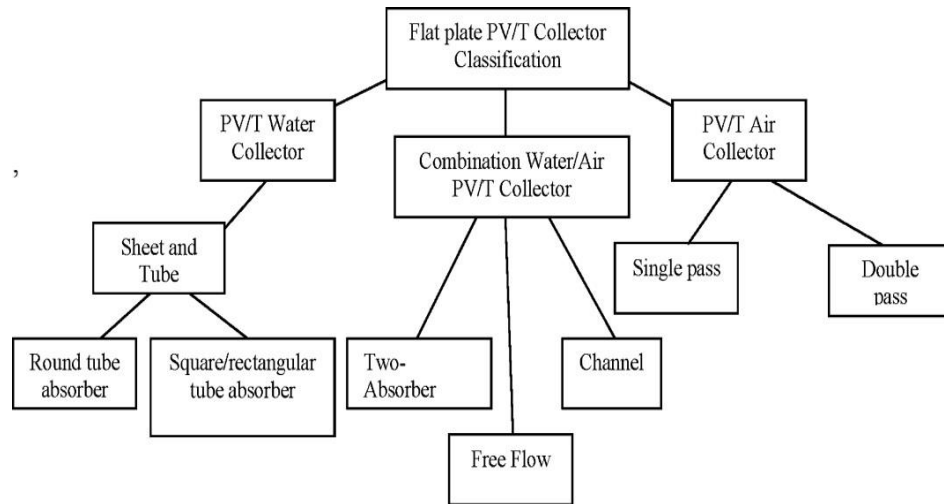 Flat plate PV/T Collector
Classification
PV/T Water
Collector
Combination Water/Air
PV/T Collector
PV/T Air
Collector
,
Sheet and
Tube
Single pass
Double
pass
Round tube
absorber
Square/rectangular
tube absorber
Two-
Absorber
Channel
Free Flow